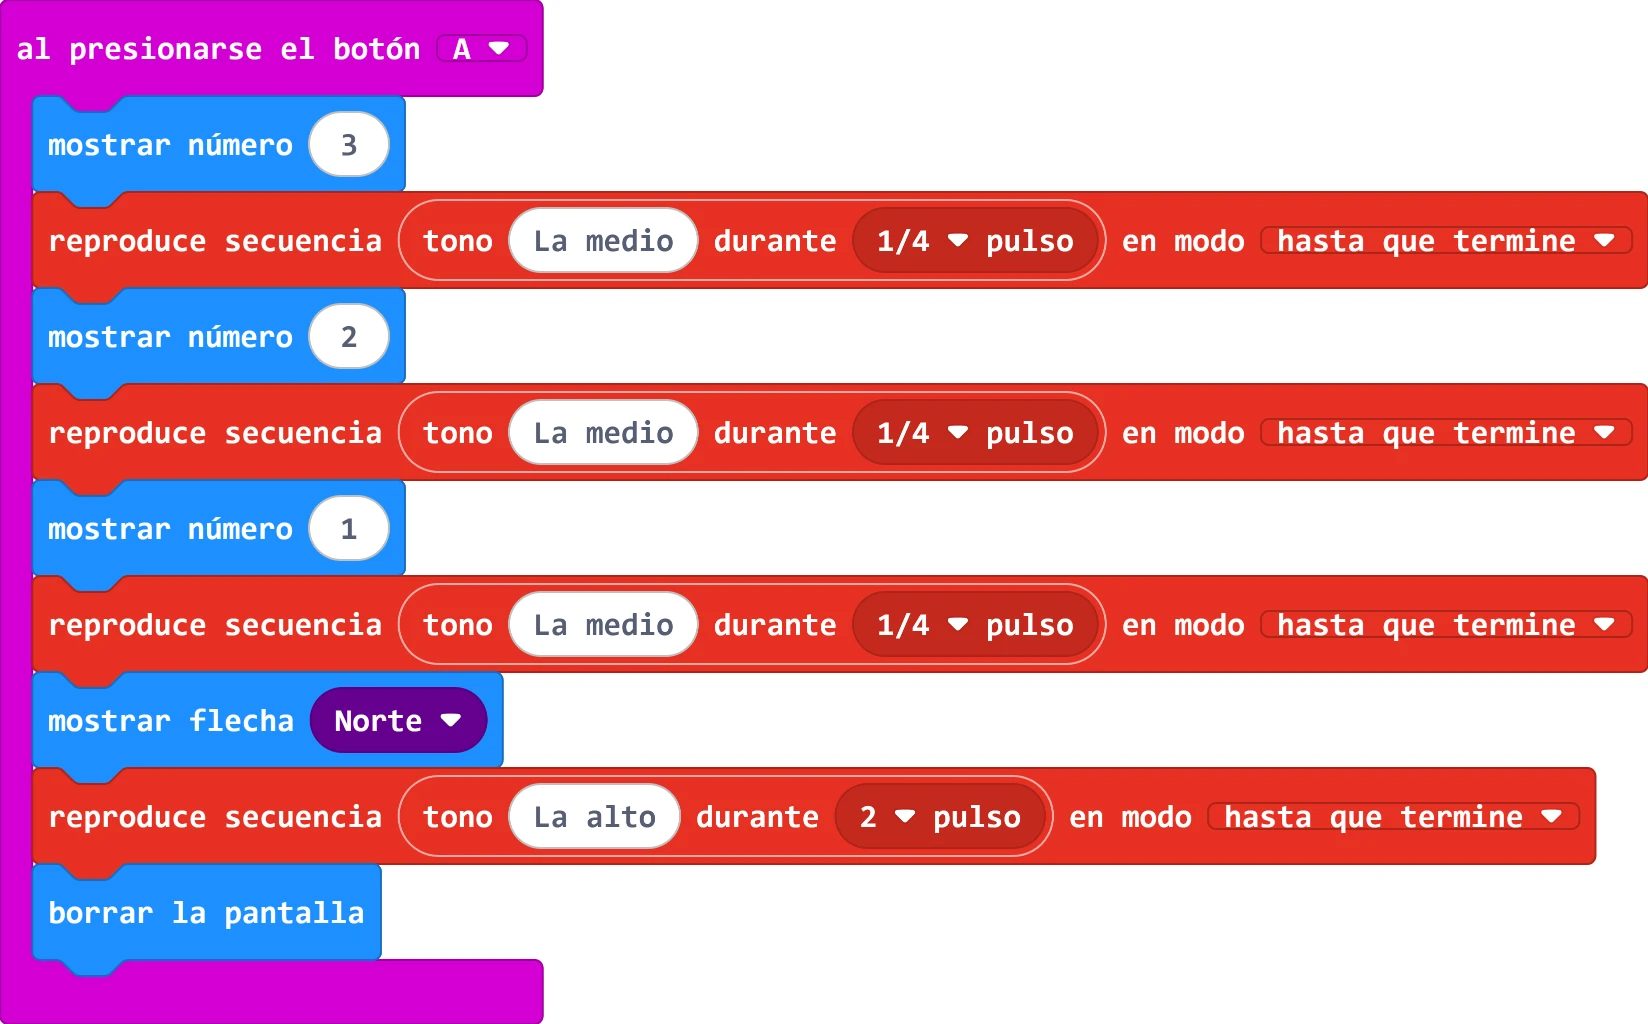 al presionarse el botón A
mostrar número 3
reproduce secuencia tono La medio durante 1/4 pulso en modo hasta que termine
mostrar número 2
reproduce secuencia tono La medio durante 1/4 pulso en modo hasta que termine
mostrar número 1
reproduce secuencia tono La medio durante 1/4 pulso en modo hasta que termine
mostrar flecha Norte
reproduce secuencia tono La alto durante 2 pulso en modo hasta que termine
borrar la pantalla